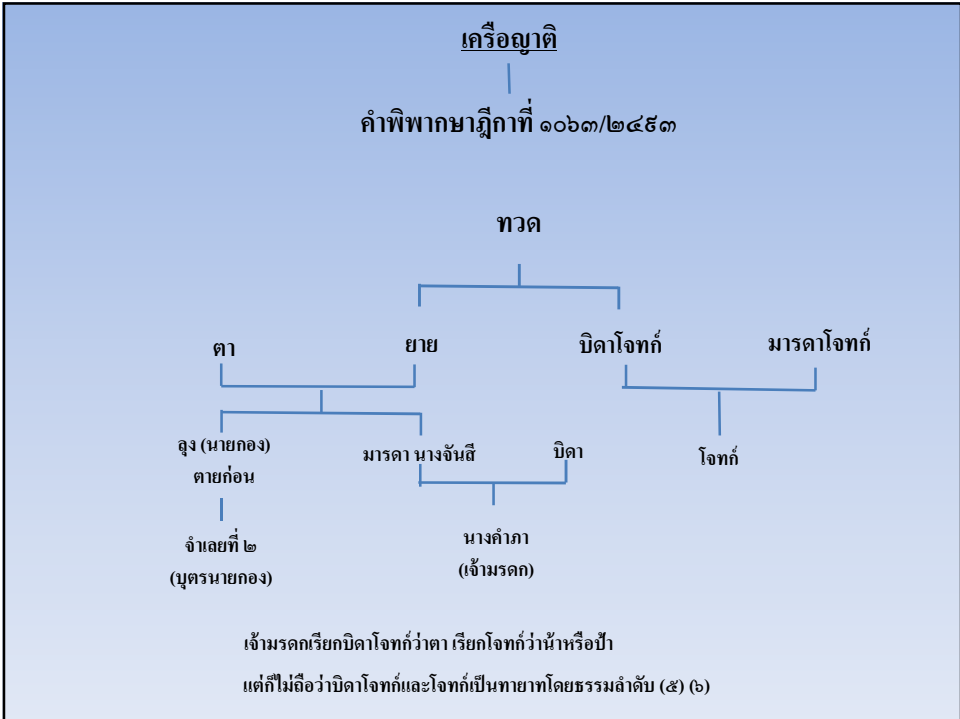 เครือญาติ
คำพิพากษาฎีกาที่ ๑๐๖๓/๒๔๙๓
ทวด
ตา ยาย บิดาโจทก์ มารดาโจทก์
ลุง (นายกอง)
ตายก่อน
มารดา นางจันสี
บิดา
โจทก์
จำเลยที่ ๒
(บุตรนายกอง)
นางคำภา
(เจ้ามรดก)
เจ้ามรดกเรียกบิดาโจทก์ว่าตา เรียกโจทก์ว่าน้าหรือป้า
แต่ก็ไม่ถือว่าบิดาโจทก์และโจทก์เป็นทายาทโดยธรรมลำดับ (๕) (๖)